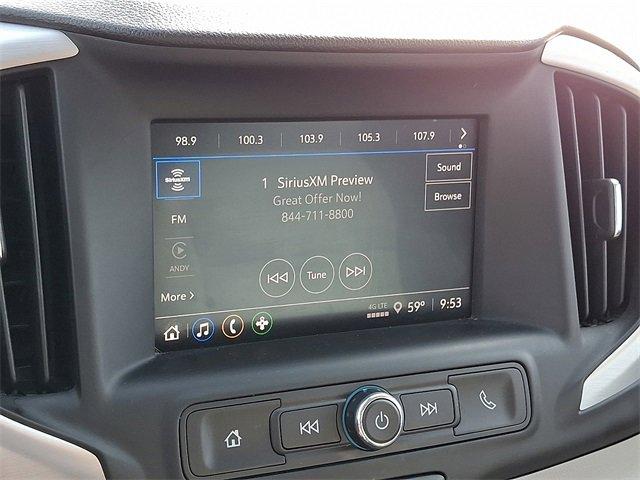 98.9 100.3 103.9 105.3 107.9
SiriusXM
1 SiriusXM Preview
Great Offer Now!
844-711-8800
Sound
Browse
FM
ANDY
Tune
More
4G LTE 59° 9:53